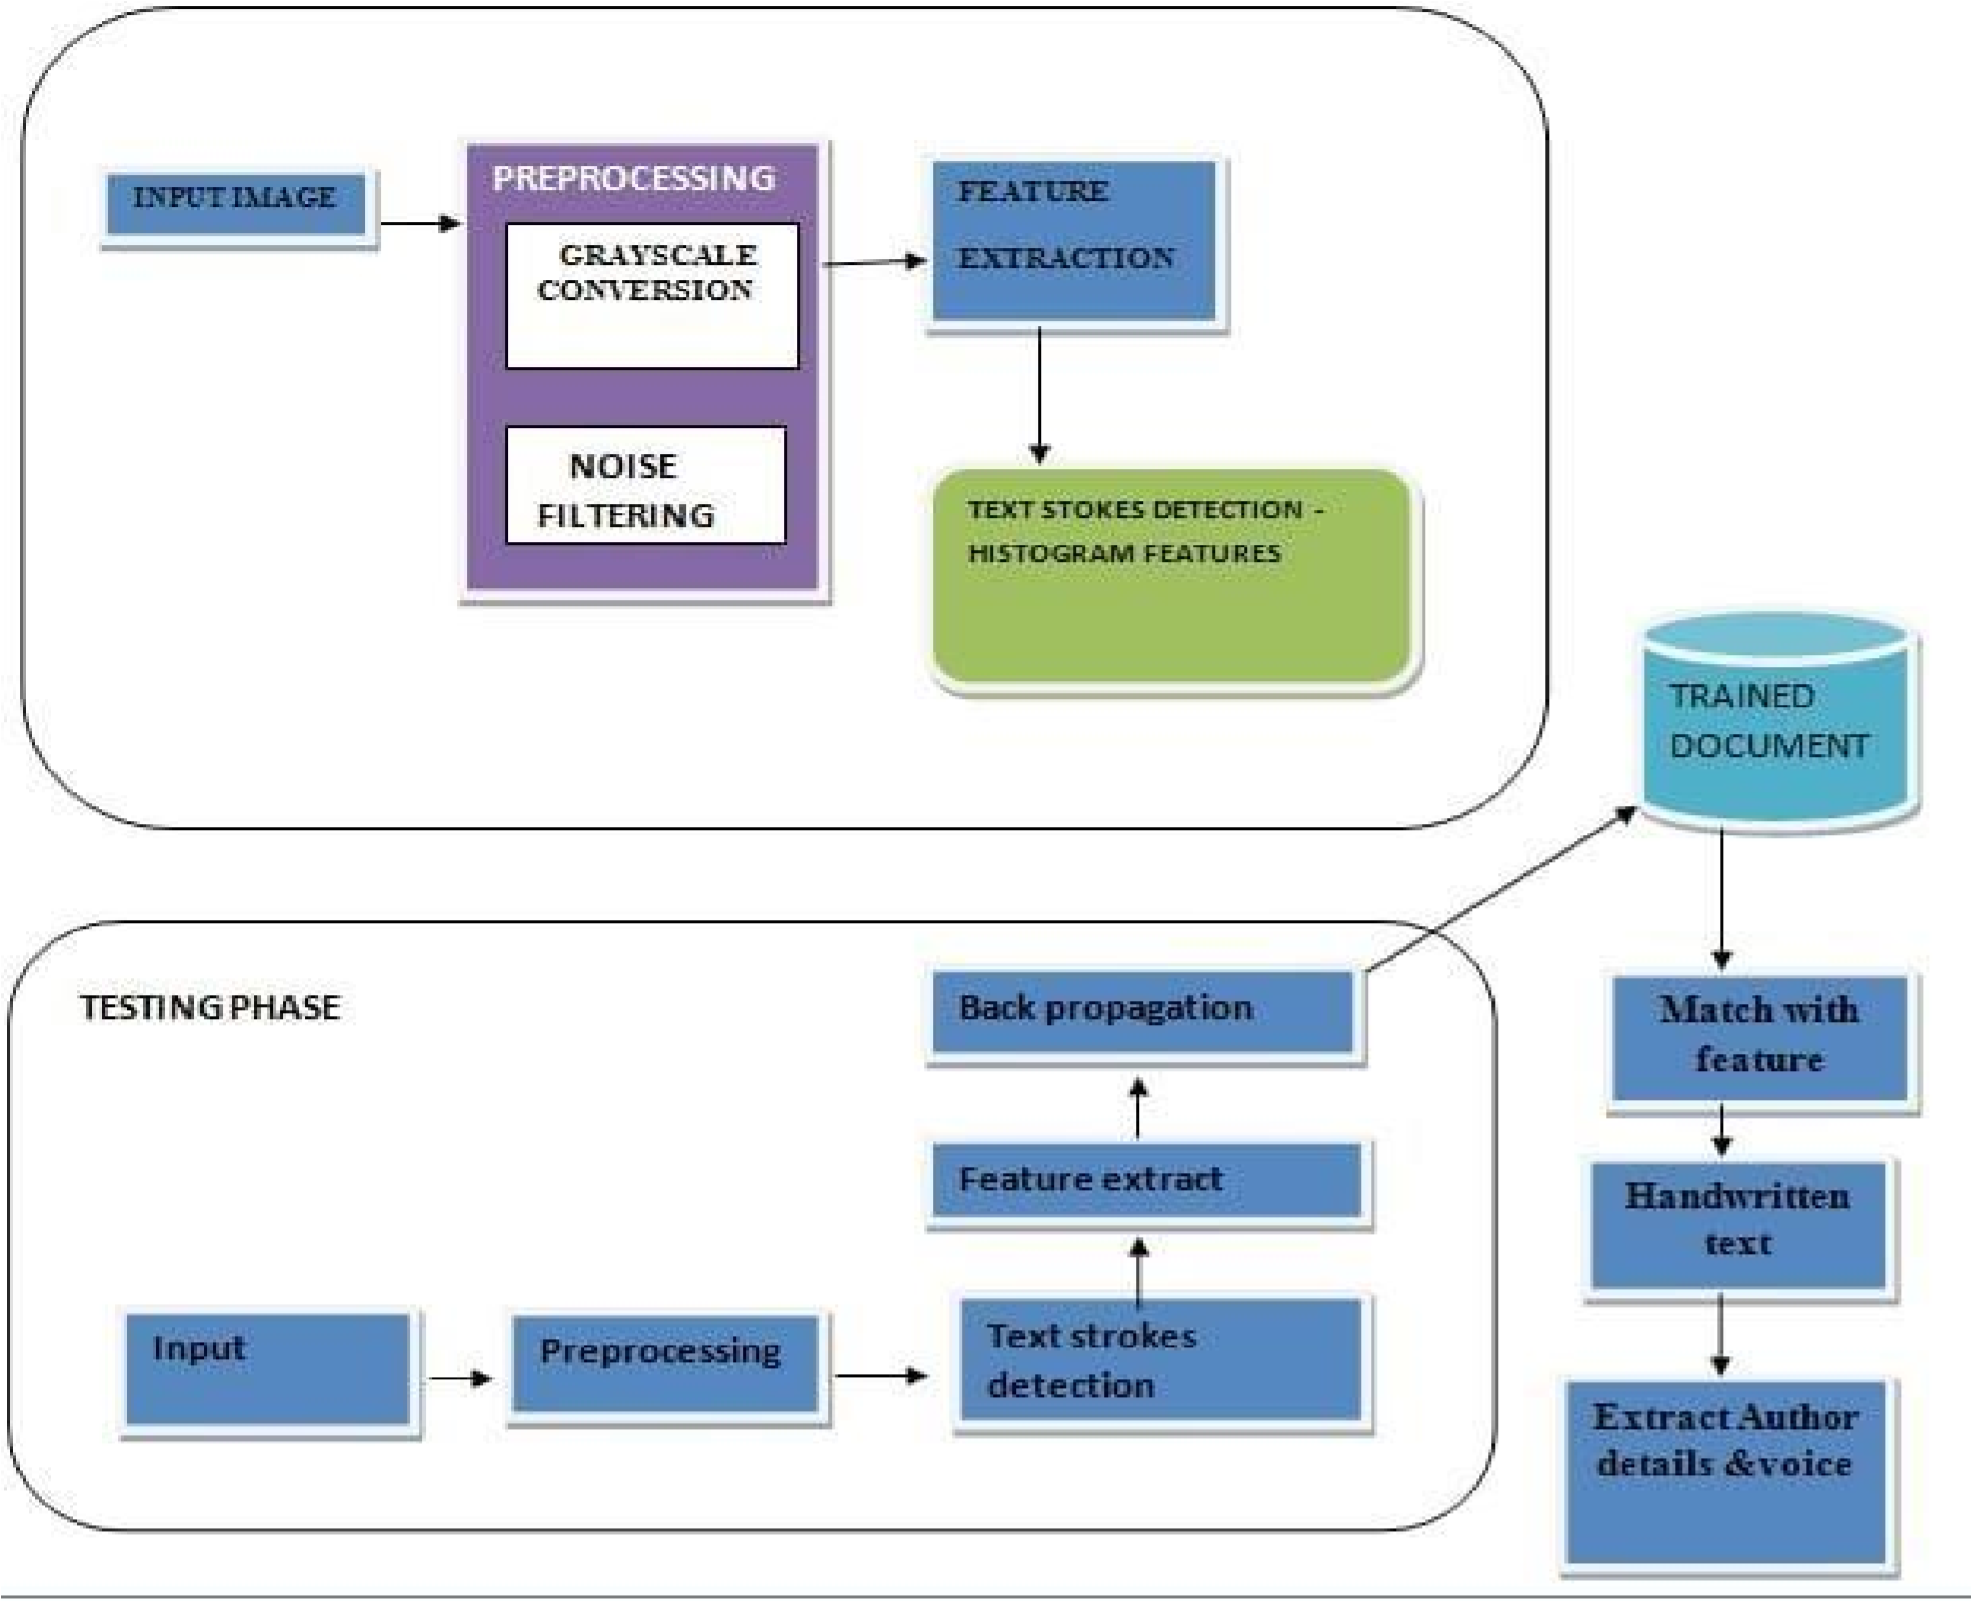 INPUT IMAGE
PREPROCESSING
GRAYSCALE
CONVERSION
NOISE
FILTERING
FEATURE
EXTRACTION
TEXT STOKES DETECTION -
HISTOGRAM FEATURES
TRAINED
DOCUMENT
TESTING PHASE
Back propagation
Feature extract
Input
Preprocessing
Text strokes
detection
Match with
feature
Handwritten
text
Extract Author
details &voice